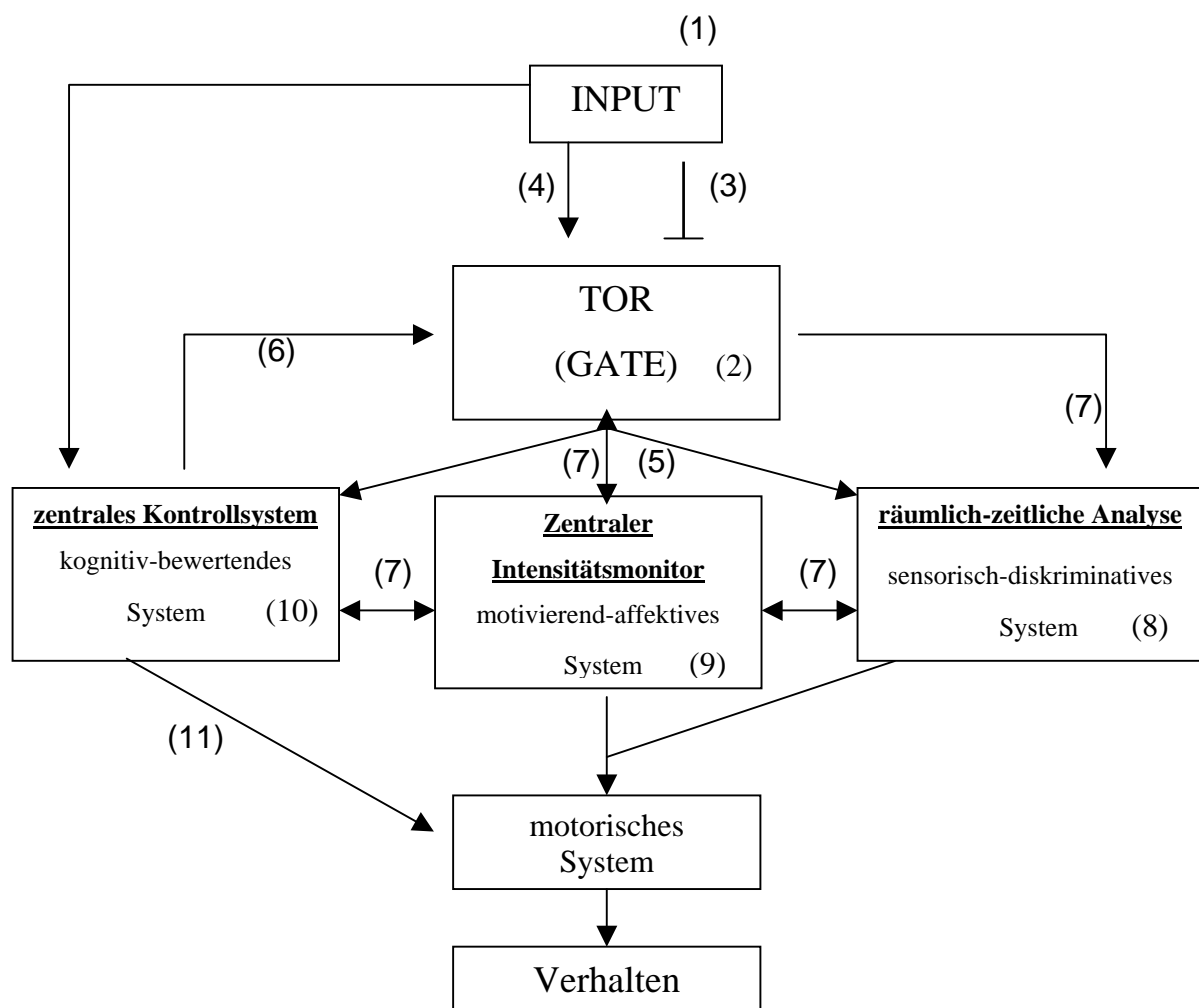 (1)
INPUT
(4)
(3)
TOR
(GATE) (2)
(6)
(7)
(7)
(5)
zentrales Kontrollsystem
kognitiv-bewertendes
System (10)
(7)
Zentraler
Intensitätsmonitor
motivierend-affektives
System (9)
(7)
räumlich-zeitliche Analyse
sensorisch-diskriminatives
System (8)
(11)
motorisches
System
Verhalten